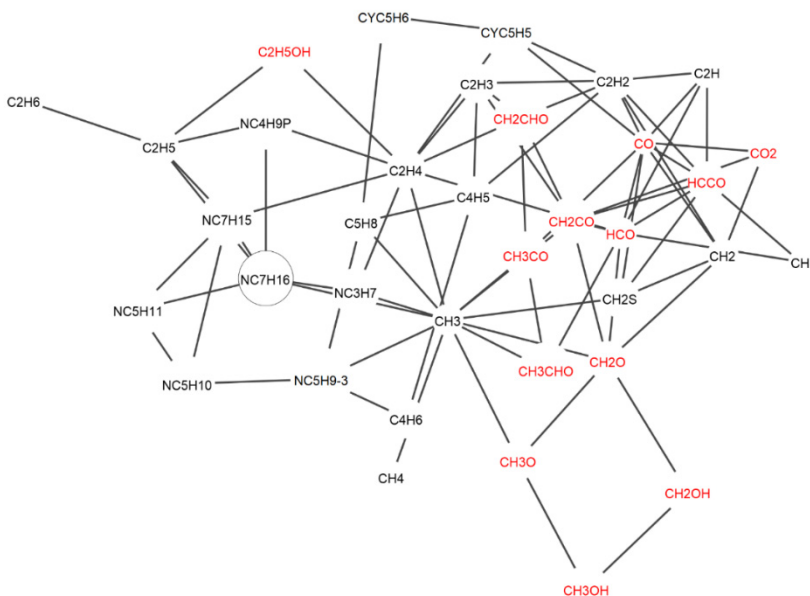 CYC5H6
CYC5H5
C2H5OH
C2H3
C2H2
C2H
C2H6
NC4H9P
CH2CHO
C2H5
CO
CO2
C2H4
HCCO
NC7H15
C5H8
C4H5
CH2CO
HCO
CH3CO
CH2
CH
NC7H16
NC3H7
CH2S
NC5H11
CH3
CH3CHO
CH2O
NC5H10
NC5H9-3
C4H6
CH3O
CH4
CH2OH
CH3OH